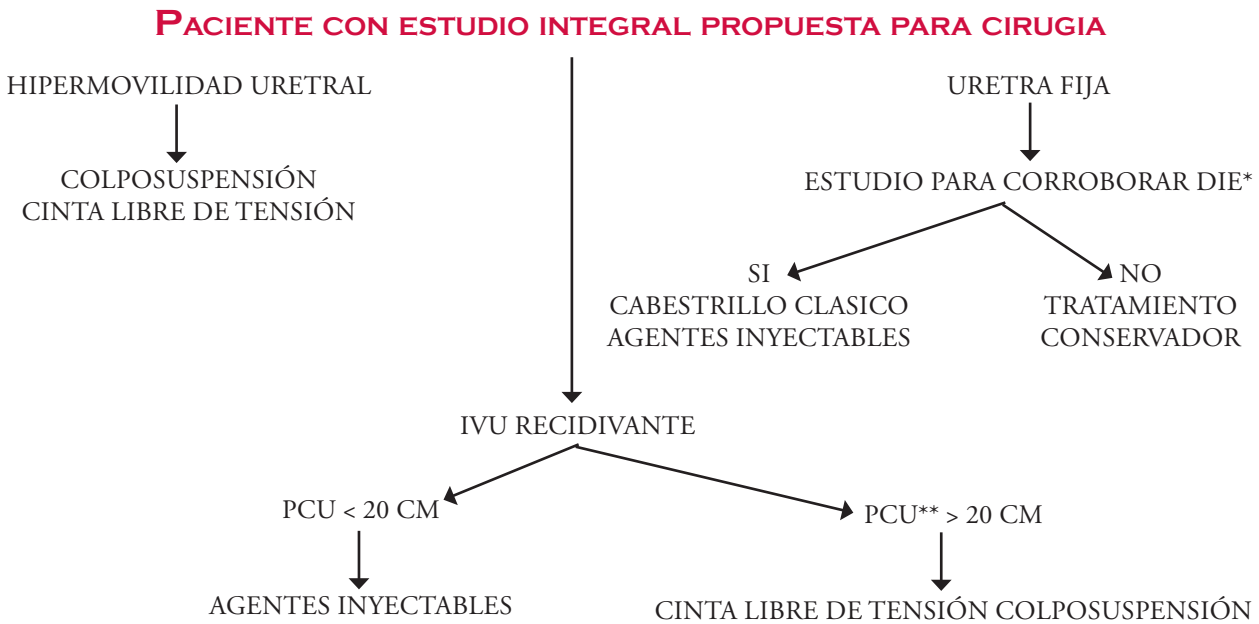 PACIENTE CON ESTUDIO INTEGRAL PROPUESTA PARA CIRUGIA
HIPERMOVILIDAD URETRAL
URETRA FIJA
COLPOSUSPENSIÓN
CINTA LIBRE DE TENSIÓN
ESTUDIO PARA CORROBORAR DIE*
SI
CABESTRILLO CLASICO
AGENTES INYECTABLES
NO
TRATAMIENTO
CONSERVADOR
IVU RECIDIVANTE
PCU < 20 CM
PCU** > 20 CM
AGENTES INYECTABLES
CINTA LIBRE DE TENSIÓN COLPOSUSPENSIÓN